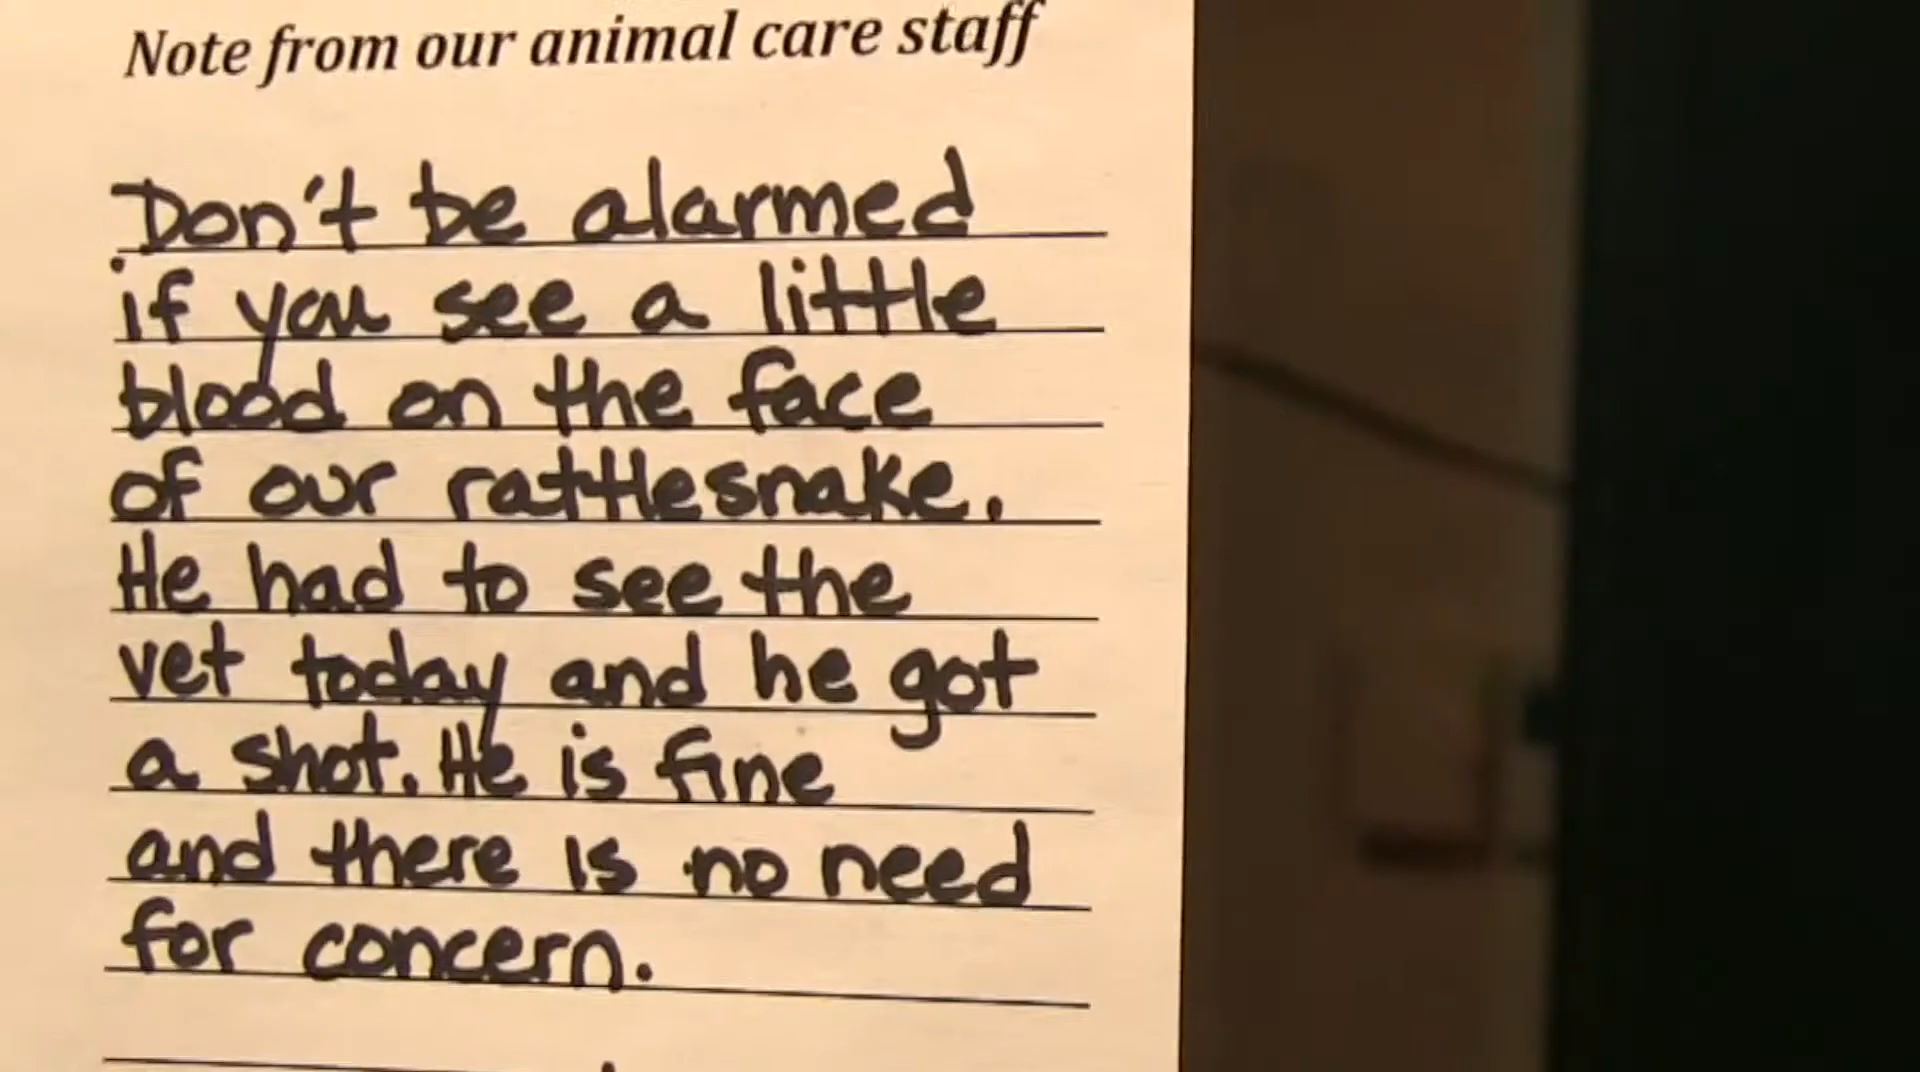 Note from our animal care staff
Don't be alarmed
if you see a little
blood on the face
of our rattlesnake.
He had to see the
vet today and he got
a shot. He is fine
and there is no need
for concern.